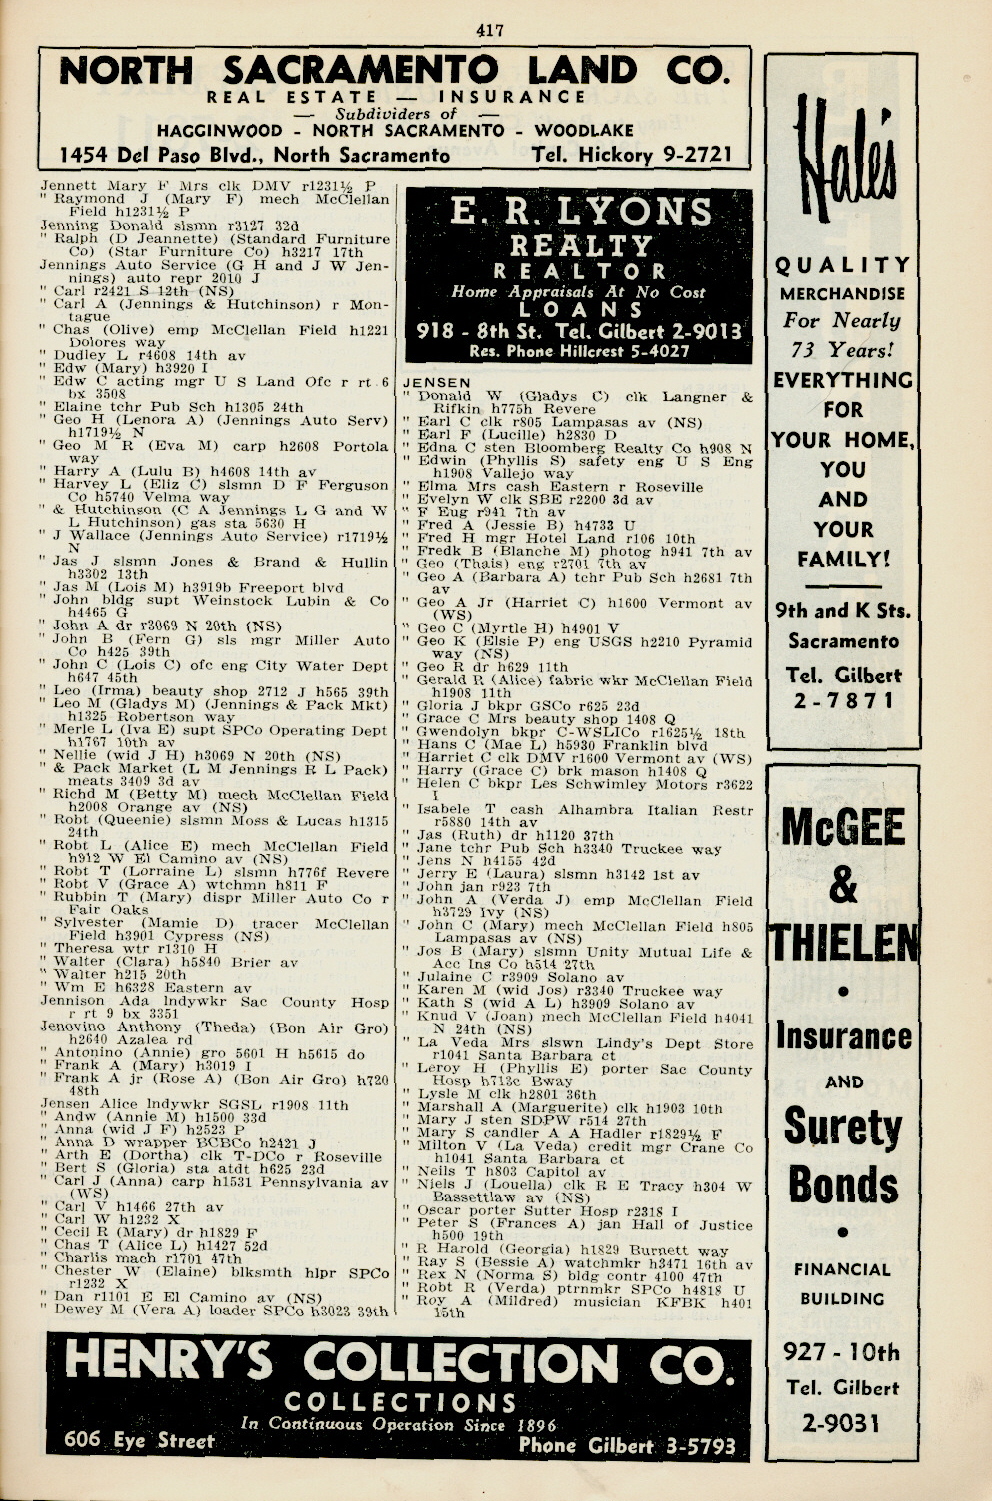 417
NORTH SACRAMENTO LAND CO.
REAL ESTATE — INSURANCE
— Subdividers of —
HAGGINWOOD - NORTH SACRAMENTO - WOODLAKE
1454 Del Paso Blvd., North Sacramento Tel. Hickory 9-2721
Jennett Mary F Mrs clk DMV r1231½ P
" Raymond J (Mary F) mech McClellan
Field h1231½ P
Jenning Donald slsmn r3127 32d
" Ralph (D Jeannette) (Standard Furniture
Co) (Star Furniture Co) h3217 17th
Jennings Auto Service (G H and J W Jen-
nings) auto repr 2010 J
" Carl r2421 S 12th (NS)
" Carl A (Jennings & Hutchinson) r Mon-
tague
" Chas (Olive) emp McClellan Field h1221
Dolores way
" Dudley L r4608 14th av
" Edw (Mary) h3920 I
" Edw C acting mgr U S Land Ofc r rt 6
bx 3508
" Elaine tchr Pub Sch h1305 24th
" Geo H (Lenora A) (Jennings Auto Serv)
h1719½ N
" Geo M R (Eva M) carp h2608 Portola
way
" Harry A (Lulu B) h4608 14th av
" Harvey L (Eliz C) slsmn D F Ferguson
Co h5740 Velma way
" & Hutchinson (C A Jennings L G and W
L Hutchinson) gas sta 5630 H
" J Wallace (Jennings Auto Service) r1719½
N
" Jas J slsmn Jones & Brand & Hullin
h3302 13th
" Jas M (Lois M) h3919b Freeport blvd
" John bldg supt Weinstock Lubin & Co
h4465 G
" John A dr r3069 N 20th (NS)
" John B (Fern G) sls mgr Miller Auto
Co h425 39th
" John C (Lois C) ofc eng City Water Dept
h647 45th
" Leo (Irma) beauty shop 2712 J h565 39th
" Leo M (Gladys M) (Jennings & Pack Mkt)
h1325 Robertson way
" Merle L (Iva E) supt SPCo Operating Dept
h1767 10th av
" Nellie (wid J H) h3069 N 20th (NS)
" & Pack Market (L M Jennings R L Pack)
meats 3409 3d av
" Richd M (Betty M) mech McClellan Field
h2008 Orange av (NS)
" Robt (Queenie) slsmn Moss & Lucas h1315
24th
" Robt L (Alice E) mech McClellan Field
h912 W El Camino av (NS)
" Robt T (Lorraine L) slsmn h776f Revere
" Robt V (Grace A) wtchmn h811 F
" Rubbin T (Mary) dispr Miller Auto Co r
Fair Oaks
" Sylvester (Mamie D) tracer McClellan
Field h3901 Cypress (NS)
" Theresa wtr r1310 H
" Walter (Clara) h5840 Brier av
" Walter h215 20th
" Wm E h6328 Eastern av
Jennison Ada lndywkr Sac County Hosp
r rt 9 bx 3351
Jenovino Anthony (Theda) (Bon Air Gro)
h2640 Azalea rd
" Antonino (Annie) gro 5601 H h5615 do
" Frank A (Mary) h3019 I
" Frank A jr (Rose A) (Bon Air Gro) h720
48th
Jensen Alice lndywkr SGSL r1908 11th
" Andw (Annie M) h1500 33d
" Anna (wid J F) h2523 P
" Anna D wrapper BCBCo h2421 J
" Arth E (Dortha) clk T-DCo r Roseville
" Bert S (Gloria) sta atdt h625 23d
" Carl J (Anna) carp h1531 Pennsylvania av
(WS)
" Carl V h1466 27th av
" Carl W h1232 X
" Cecil R (Mary) dr h1829 F
" Chas T (Alice L) h1427 52d
" Charlis mach r1701 47th
" Chester W (Elaine) blksmth hlpr SPCo
r1232 X
" Dan r1101 E El Camino av (NS)
" Dewey M (Vera A) loader SPCo h3023 39th
E. R. LYONS
REALTY
REALTOR
Home Appraisals At No Cost
LOANS
918 - 8th St. Tel. Gilbert 2-9013
Res. Phone Hillcrest 5-4027
JENSEN
" Donald W (Gladys C) clk Langner &
Rifkin h775h Revere
" Earl C clk r805 Lampasas av (NS)
" Earl F (Lucille) h2830 D
" Edna C sten Bloomberg Realty Co h908 N
" Edwin (Phyllis S) safety eng U S Eng
h1908 Vallejo way
" Elma Mrs cash Eastern r Roseville
" Evelyn W clk SBE r2200 3d av
" F Eug r941 7th av
" Fred A (Jessie B) h4733 U
" Fred H mgr Hotel Land r106 10th
" Fredk B (Blanche M) photog h941 7th av
" Geo (Thais) eng r2701 7th av
" Geo A (Barbara A) tchr Pub Sch h2681 7th
av
" Geo A Jr (Harriet C) h1600 Vermont av
(WS)
" Geo C (Myrtle H) h4901 V
" Geo K (Elsie P) eng USGS h2210 Pyramid
way (NS)
" Geo R dr h629 11th
" Gerald R (Alice) fabric wkr McClellan Field
h1908 11th
" Gloria J bkpr GSCo r625 23d
" Grace C Mrs beauty shop 1408 Q
" Gwendolyn bkpr C-WSLICo r1625½ 18th
" Hans C (Mae L) h5930 Franklin blvd
" Harriet C clk DMV r1600 Vermont av (WS)
" Harry (Grace C) brk mason h1408 Q
" Helen C bkpr Les Schwimley Motors r3622
I
" Isabele T cash Alhambra Italian Restr
r5880 14th av
" Jas (Ruth) dr h1120 37th
" Jane tchr Pub Sch h3340 Truckee way
" Jens N h4155 42d
" Jerry E (Laura) slsmn h3142 1st av
" John jan r923 7th
" John A (Verda J) emp McClellan Field
h3729 Ivy (NS)
" John C (Mary) mech McClellan Field h805
Lampasas av (NS)
" Jos B (Mary) slsmn Unity Mutual Life &
Acc Ins Co h514 27th
" Julaine C r3909 Solano av
" Karen M (wid Jos) r3340 Truckee way
" Kath S (wid A L) h3909 Solano av
" Knud V (Joan) mech McClellan Field h4041
N 24th (NS)
" La Veda Mrs slswn Lindy's Dept Store
r1041 Santa Barbara ct
" Leroy H (Phyllis E) porter Sac County
Hosp h713c Bway
" Lysle M clk h2801 36th
" Marshall A (Marguerite) clk h1903 10th
" Mary J sten SDPW r514 27th
" Mary S candler A A Hadler r1829½ F
" Milton V (La Veda) credit mgr Crane Co
h1041 Santa Barbara ct
" Neils T h803 Capitol av
" Niels J (Louella) clk R E Tracy h304 W
Bassettlaw av (NS)
" Oscar porter Sutter Hosp r2318 I
" Peter S (Frances A) jan Hall of Justice
h500 19th
" R Harold (Georgia) h1829 Burnett way
" Ray S (Bessie A) watchmkr h3471 16th av
" Rex N (Norma S) bldg contr 4100 47th
" Robt R (Verda) ptrnmkr SPCo h4818 U
" Roy A (Mildred) musician KFBK h401
15th
HENRY'S COLLECTION CO.
COLLECTIONS
In Continuous Operation Since 1896
606 Eye Street Phone Gilbert 3-5793
Hale's
QUALITY
MERCHANDISE
For Nearly
73 Years!
EVERYTHING
FOR
YOUR HOME,
YOU
AND
YOUR
FAMILY!
9th and K Sts.
Sacramento
Tel. Gilbert
2-7871
McGEE
&
THIELEN
•
Insurance
AND
Surety
Bonds
•
FINANCIAL
BUILDING
927 - 10th
Tel. Gilbert
2-9031